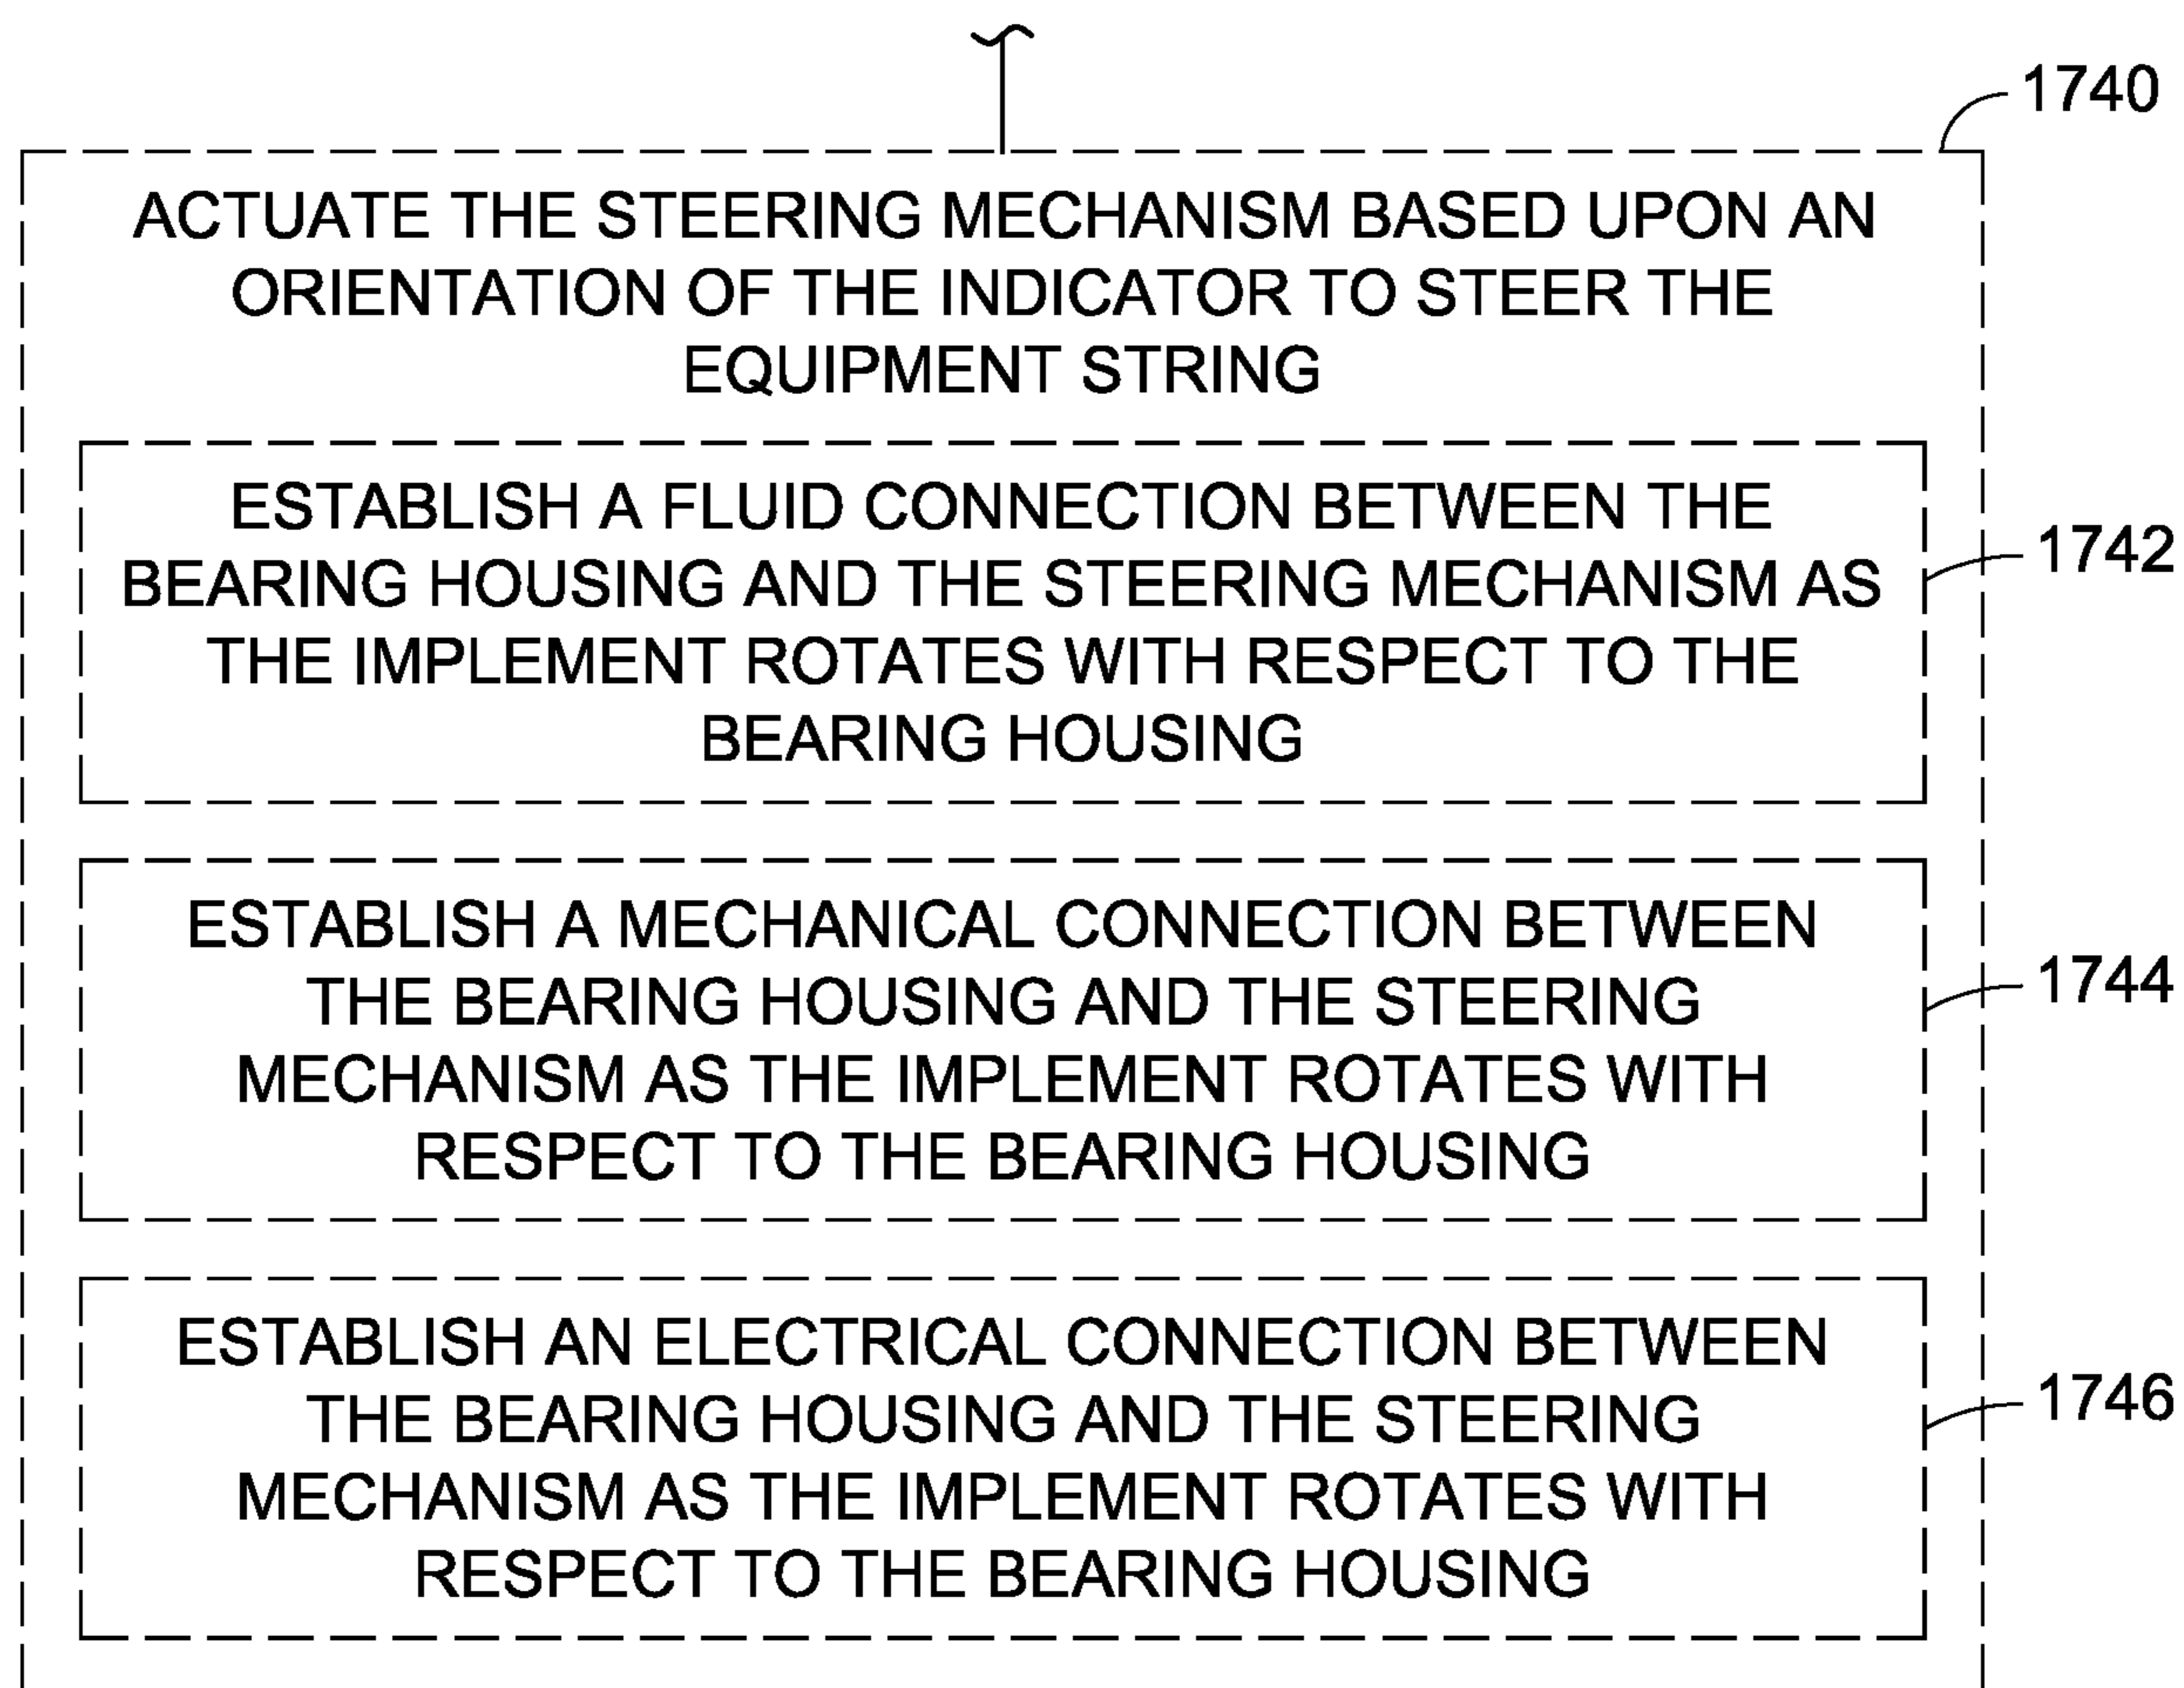 1740
ACTUATE THE STEERING MECHANISM BASED UPON AN
ORIENTATION OF THE INDICATOR TO STEER THE
EQUIPMENT STRING
ESTABLISH A FLUID CONNECTION BETWEEN THE
BEARING HOUSING AND THE STEERING MECHANISM AS
THE IMPLEMENT ROTATES WITH RESPECT TO THE
BEARING HOUSING
1742
ESTABLISH A MECHANICAL CONNECTION BETWEEN
THE BEARING HOUSING AND THE STEERING
MECHANISM AS THE IMPLEMENT ROTATES WITH
RESPECT TO THE BEARING HOUSING
1744
ESTABLISH AN ELECTRICAL CONNECTION BETWEEN
THE BEARING HOUSING AND THE STEERING
MECHANISM AS THE IMPLEMENT ROTATES WITH
RESPECT TO THE BEARING HOUSING
1746